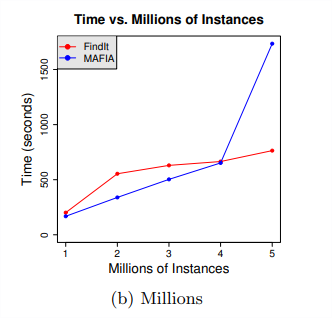 Time vs. Millions of Instances
FindIt
MAFIA
Time (seconds)
1500
1000
500
0
1 2 3 4 5
Millions of Instances
(b) Millions